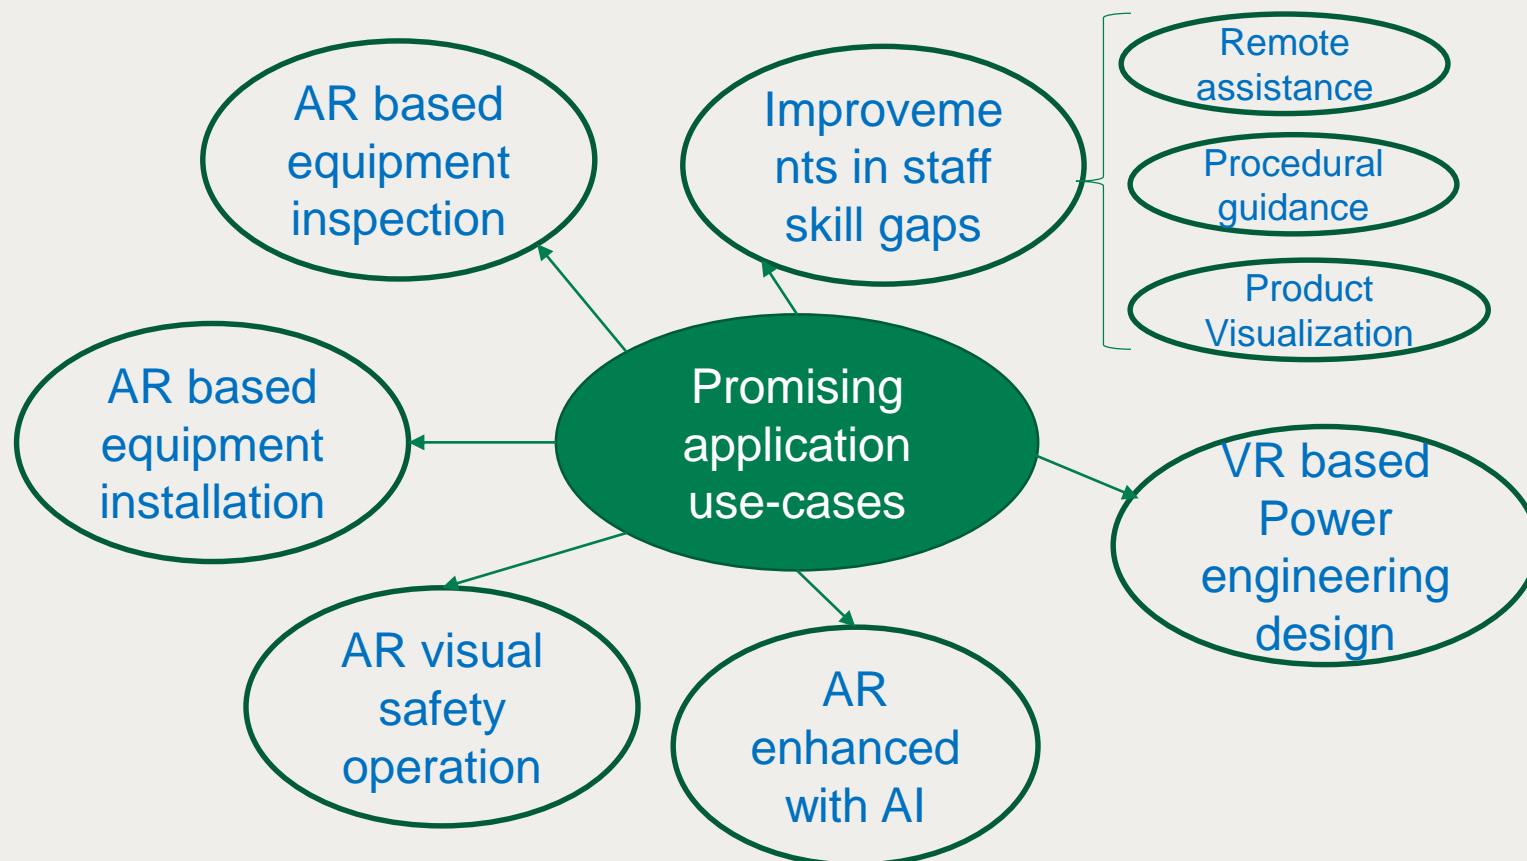 AR based
equipment
inspection
Improveme
nts in staff
skill gaps
Remote
assistance
Procedural
guidance
Product
Visualization
AR based
equipment
installation
Promising
application
use-cases
VR based
Power
engineering
design
AR visual
safety
operation
AR
enhanced
with AI